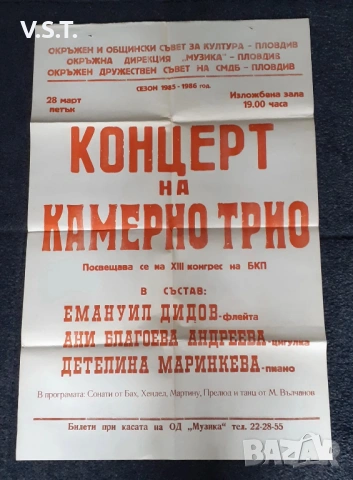 V.S.T.
ОКРЪЖЕН И ОБЩИНСКИ СЪВЕТ ЗА КУЛТУРА – ПЛОВДИВ
ОКРЪЖНА ДИРЕКЦИЯ „МУЗИКА" – ПЛОВДИВ
ОКРЪЖЕН ДРУЖЕСТВЕН СЪВЕТ НА СМДБ – ПЛОВДИВ
СЕЗОН 1985 - 1986 год.
28 март
петък
Изложбена зала
19.00 часа
КОНЦЕРТ
НА
КАМЕРНО ТРИО
Посвещава се на XIII конгрес на БКП
В СЪСТАВ:
ЕМАНУИЛ ДИДОВ-флейта
АНИ БЛАГОЕВА АНДРЕЕВА-цигулка
ДЕТЕЛИНА МАРИНКЕВА-пиано
В програмата: Сонати от Бах, Хендел, Мартину, Прелюд и танц от М. Вълчанов
Билети при касата на ОД „Музика" тел. 22-28-55
bazar.bg